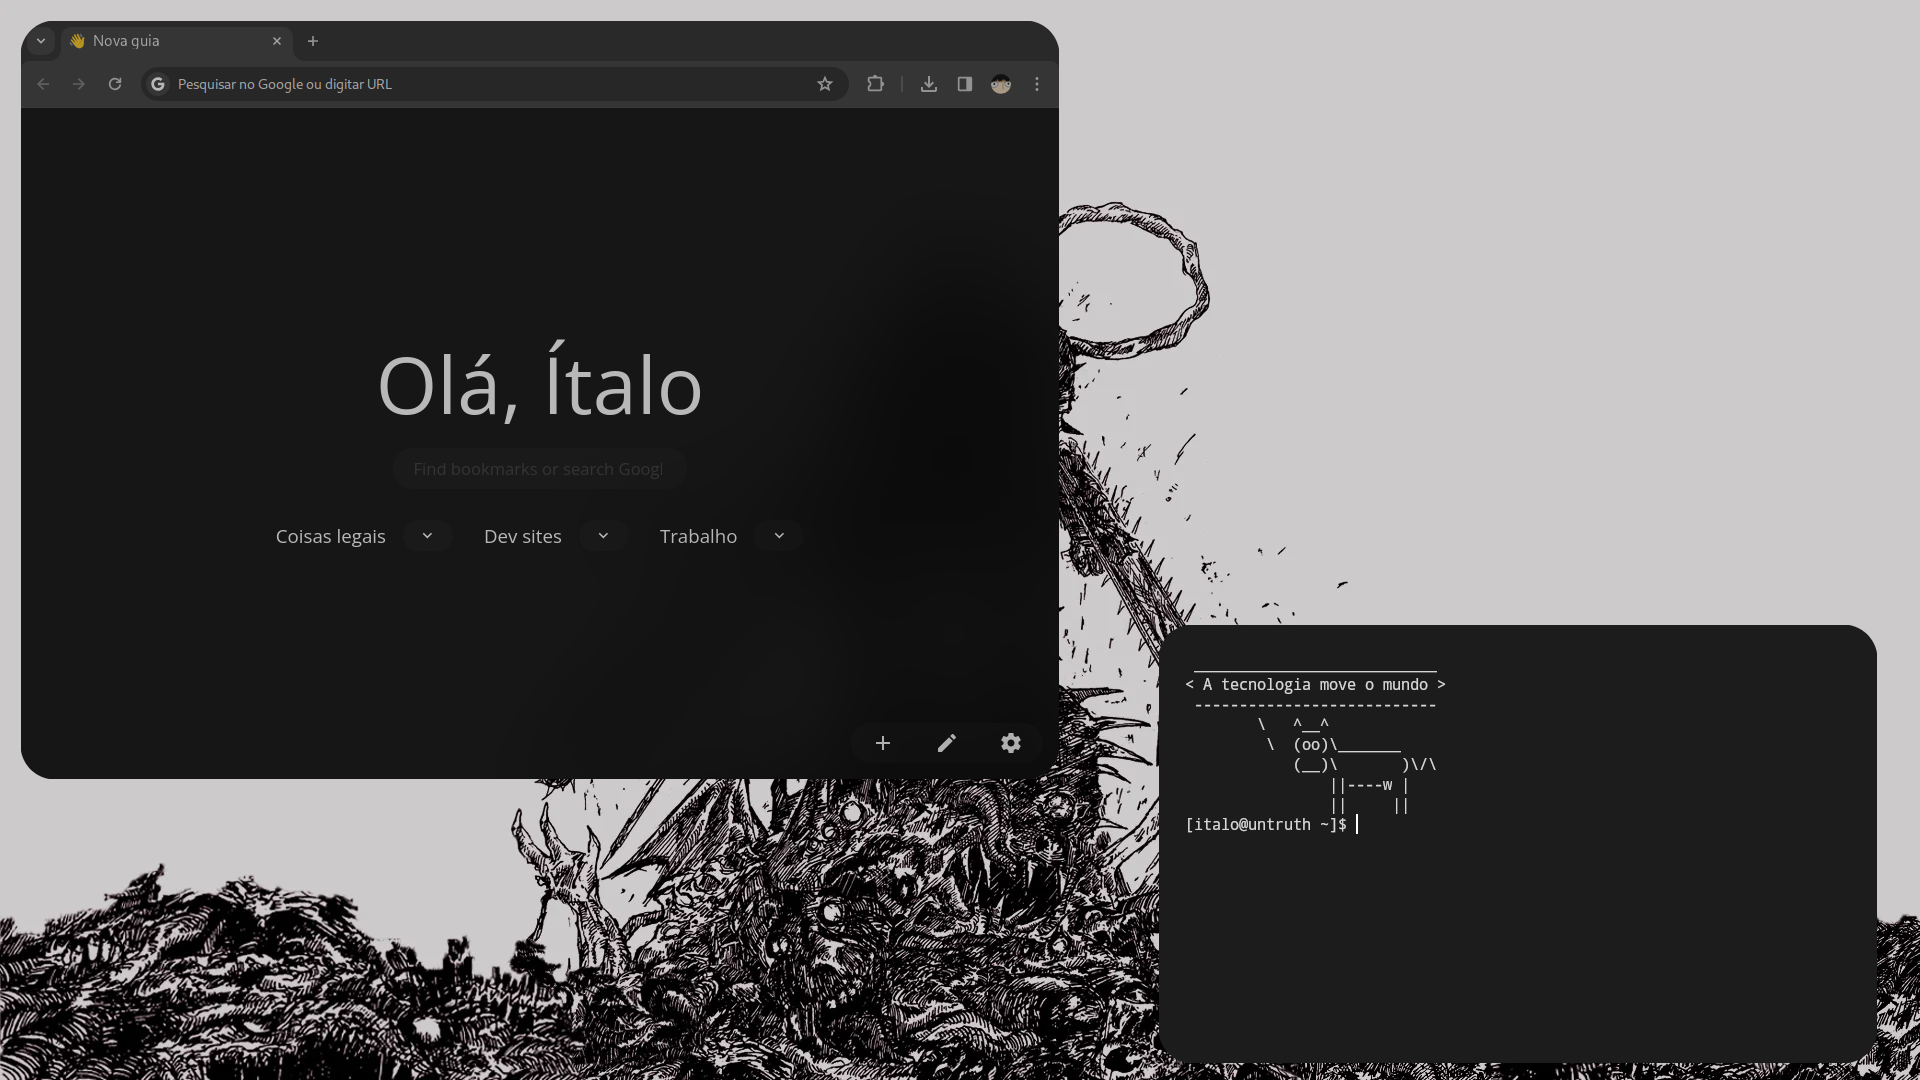 Nova guia
Pesquisar no Google ou digitar URL
Olá, Ítalo
Find bookmarks or search Googl
Coisas legais
Dev sites
Trabalho
 ___________________________
< A tecnologia move o mundo >
 ---------------------------
        \   ^__^
         \  (oo)\_______
            (__)\       )\/\
                ||----w |
                ||     ||
[italo@untruth ~]$